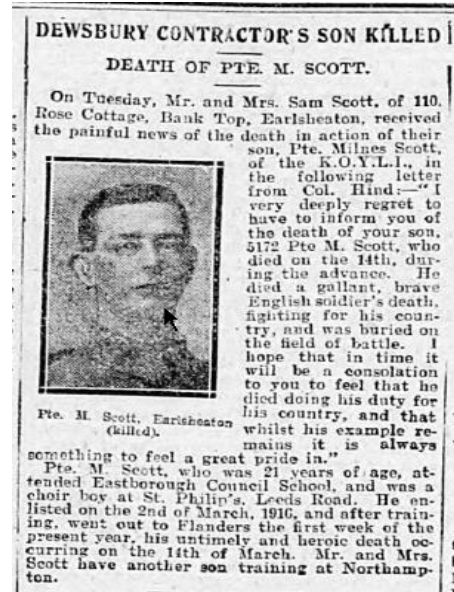 DEWSBURY CONTRACTOR'S SON KILLED
DEATH OF PTE. M. SCOTT.
On Tuesday, Mr. and Mrs. Sam Scott, of 110,
Rose Cottage, Bank Top, Earlsheaton, received
the painful news of the death in action of their
son, Pte. Milnes Scott,
of the K.O.Y.L.I., in
the following letter
from Col. Hind:—"I
very deeply regret to
have to inform you of
the death of your son,
5172 Pte M. Scott, who
died on the 14th, dur-
ing the advance. He
died a gallant, brave
English soldier's death,
fighting for his coun-
try, and was buried on
the field of battle. I
hope that in time it
will be a consolation
to you to feel that he
died doing his duty for
his country, and that
whilst his example re-
mains it is always
something to feel a great pride in."
Pte. M. Scott, Earlsheaton
(killed).
Pte. M. Scott, who was 21 years of age, at-
tended Eastborough Council School, and was a
choir boy at St. Philip's, Leeds Road. He en-
listed on the 2nd of March, 1916, and after train-
ing, went out to Flanders the first week of the
present year, his untimely and heroic death oc-
curring on the 14th of March. Mr. and Mrs.
Scott have another son training at Northamp-
ton.